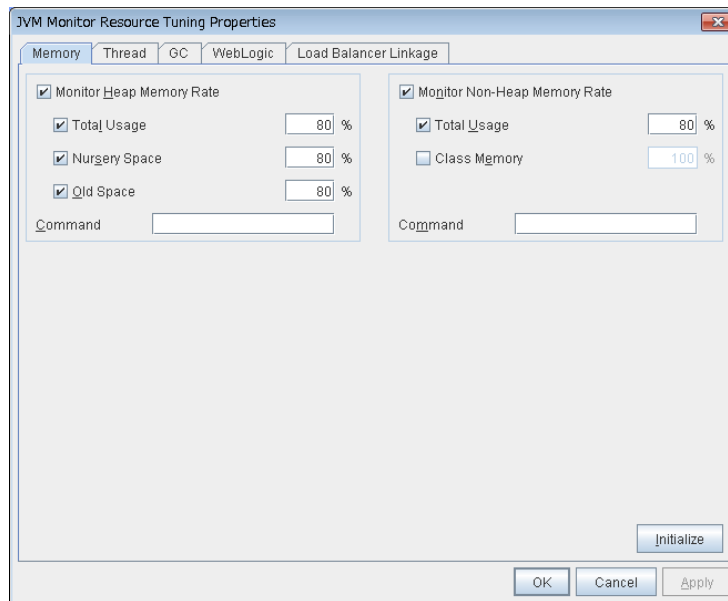 JVM Monitor Resource Tuning Properties
Memory Thread GC WebLogic Load Balancer Linkage
Monitor Heap Memory Rate
Total Usage 80 %
Nursery Space 80 %
Old Space 80 %
Command
Monitor Non-Heap Memory Rate
Total Usage 80 %
Class Memory 100 %
Command
Initialize
OK Cancel Apply